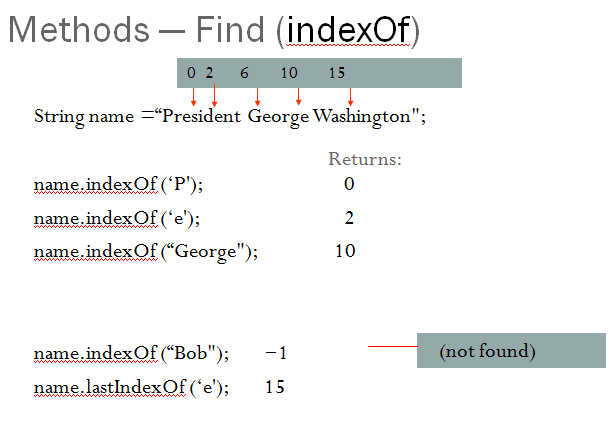 Methods — Find (indexOf)
0 2 6 10 15
String name =“President George Washington";
Returns:
name.indexOf (‘P'); 0
name.indexOf (‘e'); 2
name.indexOf (“George"); 10
name.indexOf (“Bob"); −1 (not found)
name.lastIndexOf (‘e'); 15